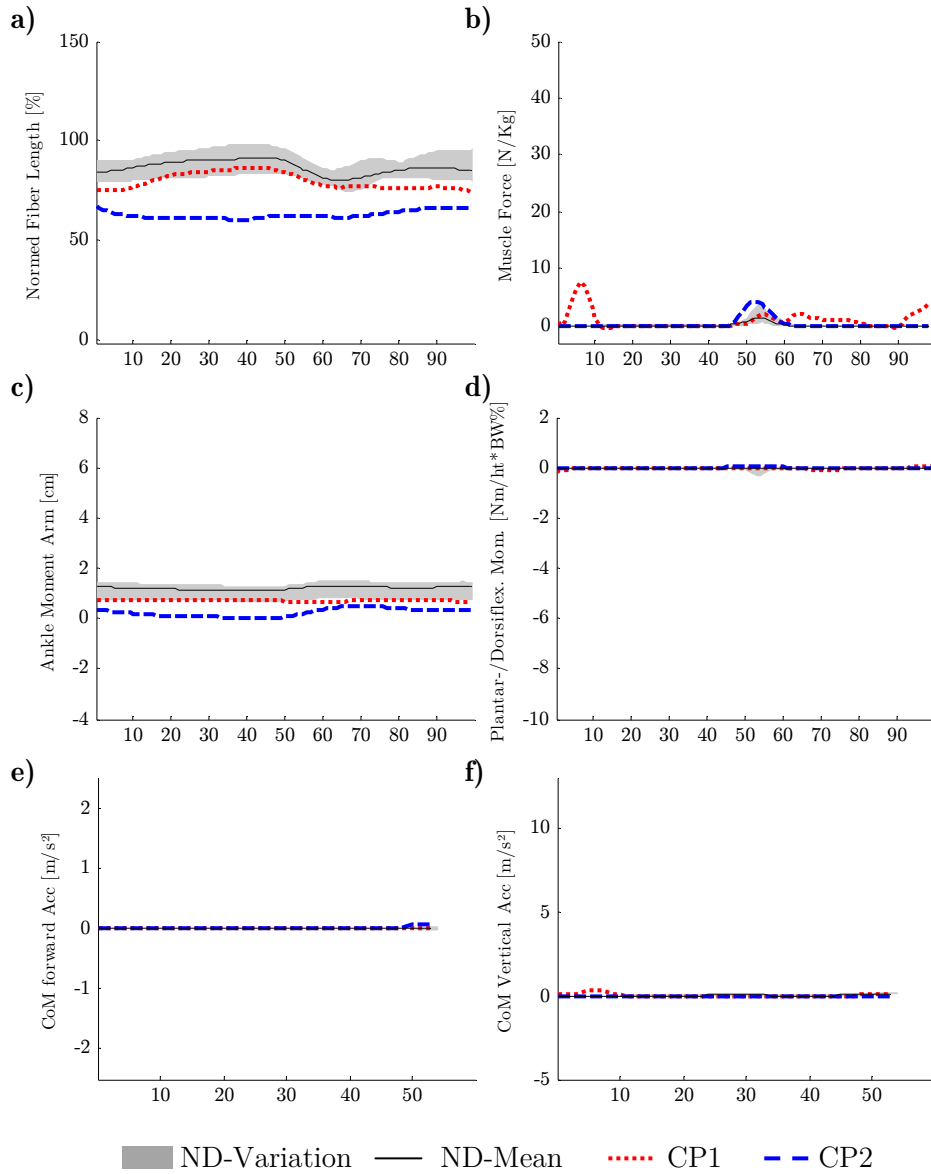 a)
150
100
50
0
Normed Fiber Length [%]
10 20 30 40 50 60 70 80 90
b)
50
40
30
20
10
0
Muscle Force [N/Kg]
10 20 30 40 50 60 70 80 90
c)
8
6
4
2
0
-2
-4
Ankle Moment Arm [cm]
10 20 30 40 50 60 70 80 90
d)
2
0
-2
-4
-6
-8
-10
Plantar-/Dorsiflex. Mom. [Nm/ht*BW%]
10 20 30 40 50 60 70 80 90
e)
2
1
0
-1
-2
CoM forward Acc [m/s²]
10 20 30 40 50
f)
10
5
0
-5
CoM Vertical Acc [m/s²]
10 20 30 40 50
ND-Variation ND-Mean CP1 CP2